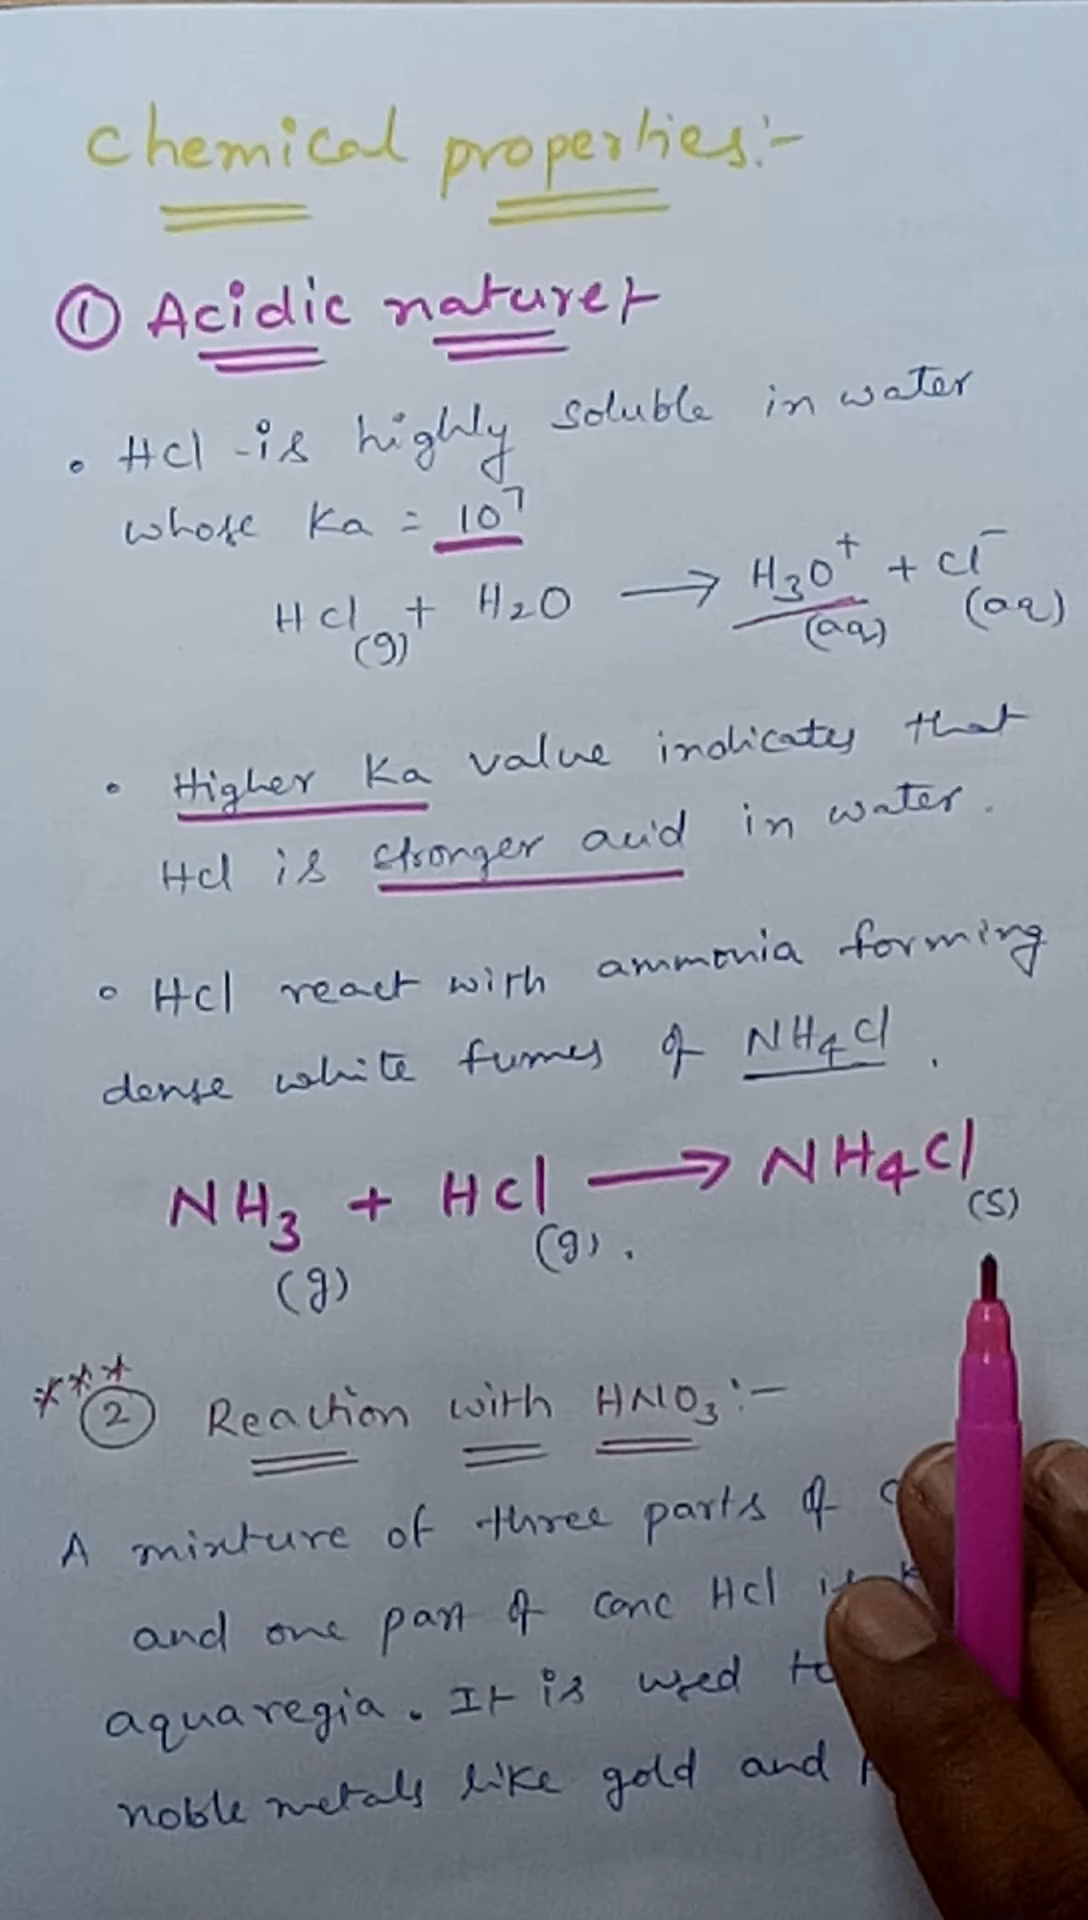 Chemical properties:-
① Acidic nature:-
• HCl is highly soluble in water
whose Ka = 10⁷
HCl(g) + H₂O ⟶ H₃O⁺(aq) + Cl⁻(aq)
• Higher Ka value indicates that
HCl is stronger acid in water.
• HCl react with ammonia forming
dense white fumes of NH₄Cl.
NH₃(g) + HCl(g). ⟶ NH₄Cl(s)
*** ② Reaction with HNO₃:-
A mixture of three parts of
and one part of conc HCl is
aquaregia. It is used to
noble metals like gold and